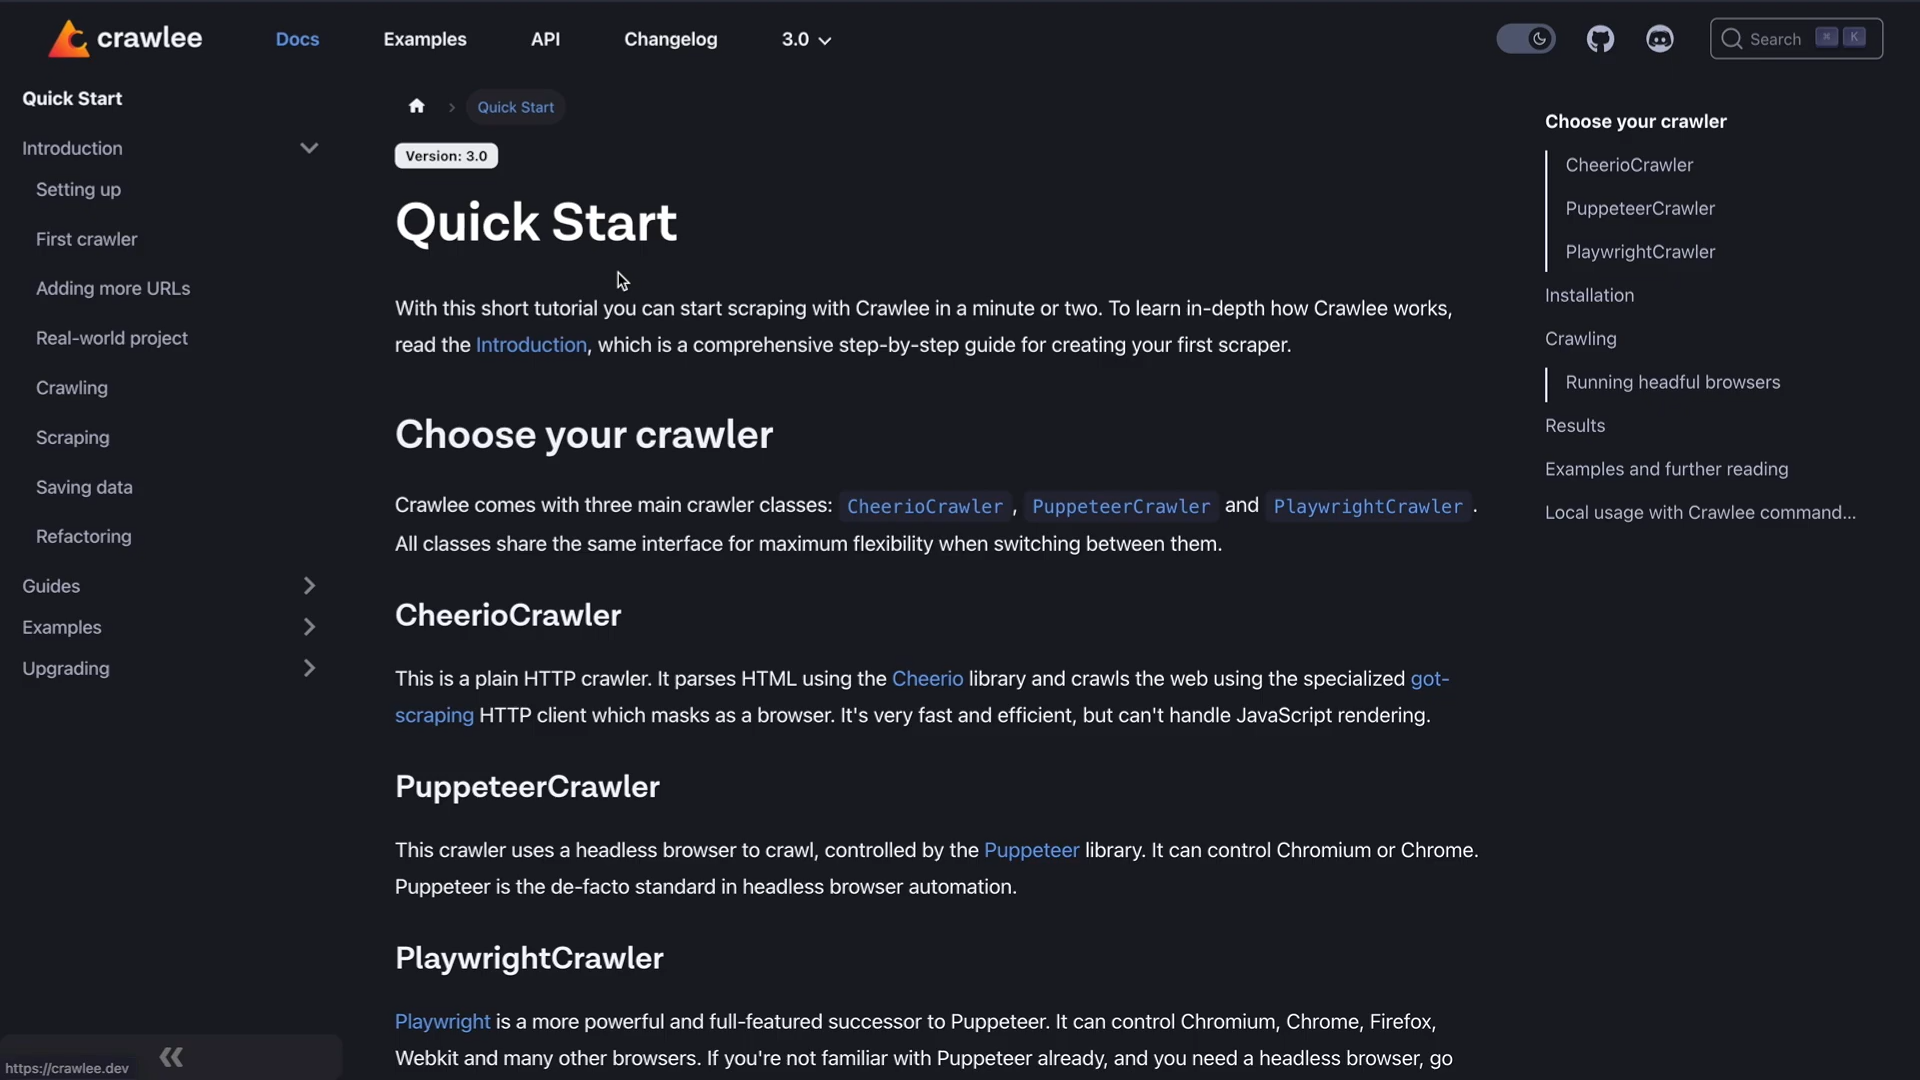 crawlee
Docs
Examples
API
Changelog
3.0
Search ⌘ K
Quick Start
Introduction
Setting up
First crawler
Adding more URLs
Real-world project
Crawling
Scraping
Saving data
Refactoring
Guides
Examples
Upgrading
https://crawlee.dev
Quick Start
Version: 3.0
Quick Start
With this short tutorial you can start scraping with Crawlee in a minute or two. To learn in-depth how Crawlee works,
read the Introduction, which is a comprehensive step-by-step guide for creating your first scraper.
Choose your crawler
Crawlee comes with three main crawler classes: CheerioCrawler, PuppeteerCrawler and PlaywrightCrawler.
All classes share the same interface for maximum flexibility when switching between them.
CheerioCrawler
This is a plain HTTP crawler. It parses HTML using the Cheerio library and crawls the web using the specialized got-
scraping HTTP client which masks as a browser. It's very fast and efficient, but can't handle JavaScript rendering.
PuppeteerCrawler
This crawler uses a headless browser to crawl, controlled by the Puppeteer library. It can control Chromium or Chrome.
Puppeteer is the de-facto standard in headless browser automation.
PlaywrightCrawler
Playwright is a more powerful and full-featured successor to Puppeteer. It can control Chromium, Chrome, Firefox,
Webkit and many other browsers. If you're not familiar with Puppeteer already, and you need a headless browser, go
Choose your crawler
CheerioCrawler
PuppeteerCrawler
PlaywrightCrawler
Installation
Crawling
Running headful browsers
Results
Examples and further reading
Local usage with Crawlee command...